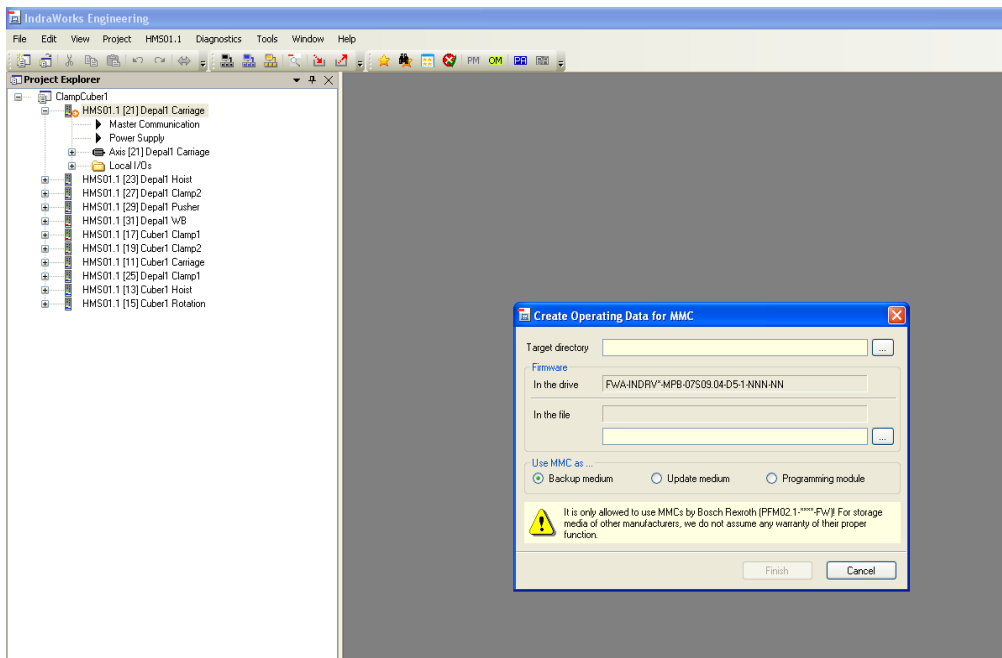 IndraWorks Engineering
File Edit View Project HMS01.1 Diagnostics Tools Window Help
PM OM PA
Project Explorer
ClampCuber1
HMS01.1 [21] Depal1 Carriage
Master Communication
Power Supply
Axis [21] Depal1 Carriage
Local I/Os
HMS01.1 [23] Depal1 Hoist
HMS01.1 [27] Depal1 Clamp2
HMS01.1 [29] Depal1 Pusher
HMS01.1 [31] Depal1 WB
HMS01.1 [17] Cuber1 Clamp1
HMS01.1 [19] Cuber1 Clamp2
HMS01.1 [11] Cuber1 Carriage
HMS01.1 [25] Depal1 Clamp1
HMS01.1 [13] Cuber1 Hoist
HMS01.1 [15] Cuber1 Rotation
Create Operating Data for MMC
Target directory
...
Firmware
In the drive FWA-INDRV*-MPB-07S09.04-D5-1-NNN-NN
In the file
...
Use MMC as ...
Backup medium Update medium Programming module
It is only allowed to use MMCs by Bosch Rexroth (PFM02.1-****-FW)! For storage
media of other manufacturers, we do not assume any warranty of their proper
function.
Finish Cancel